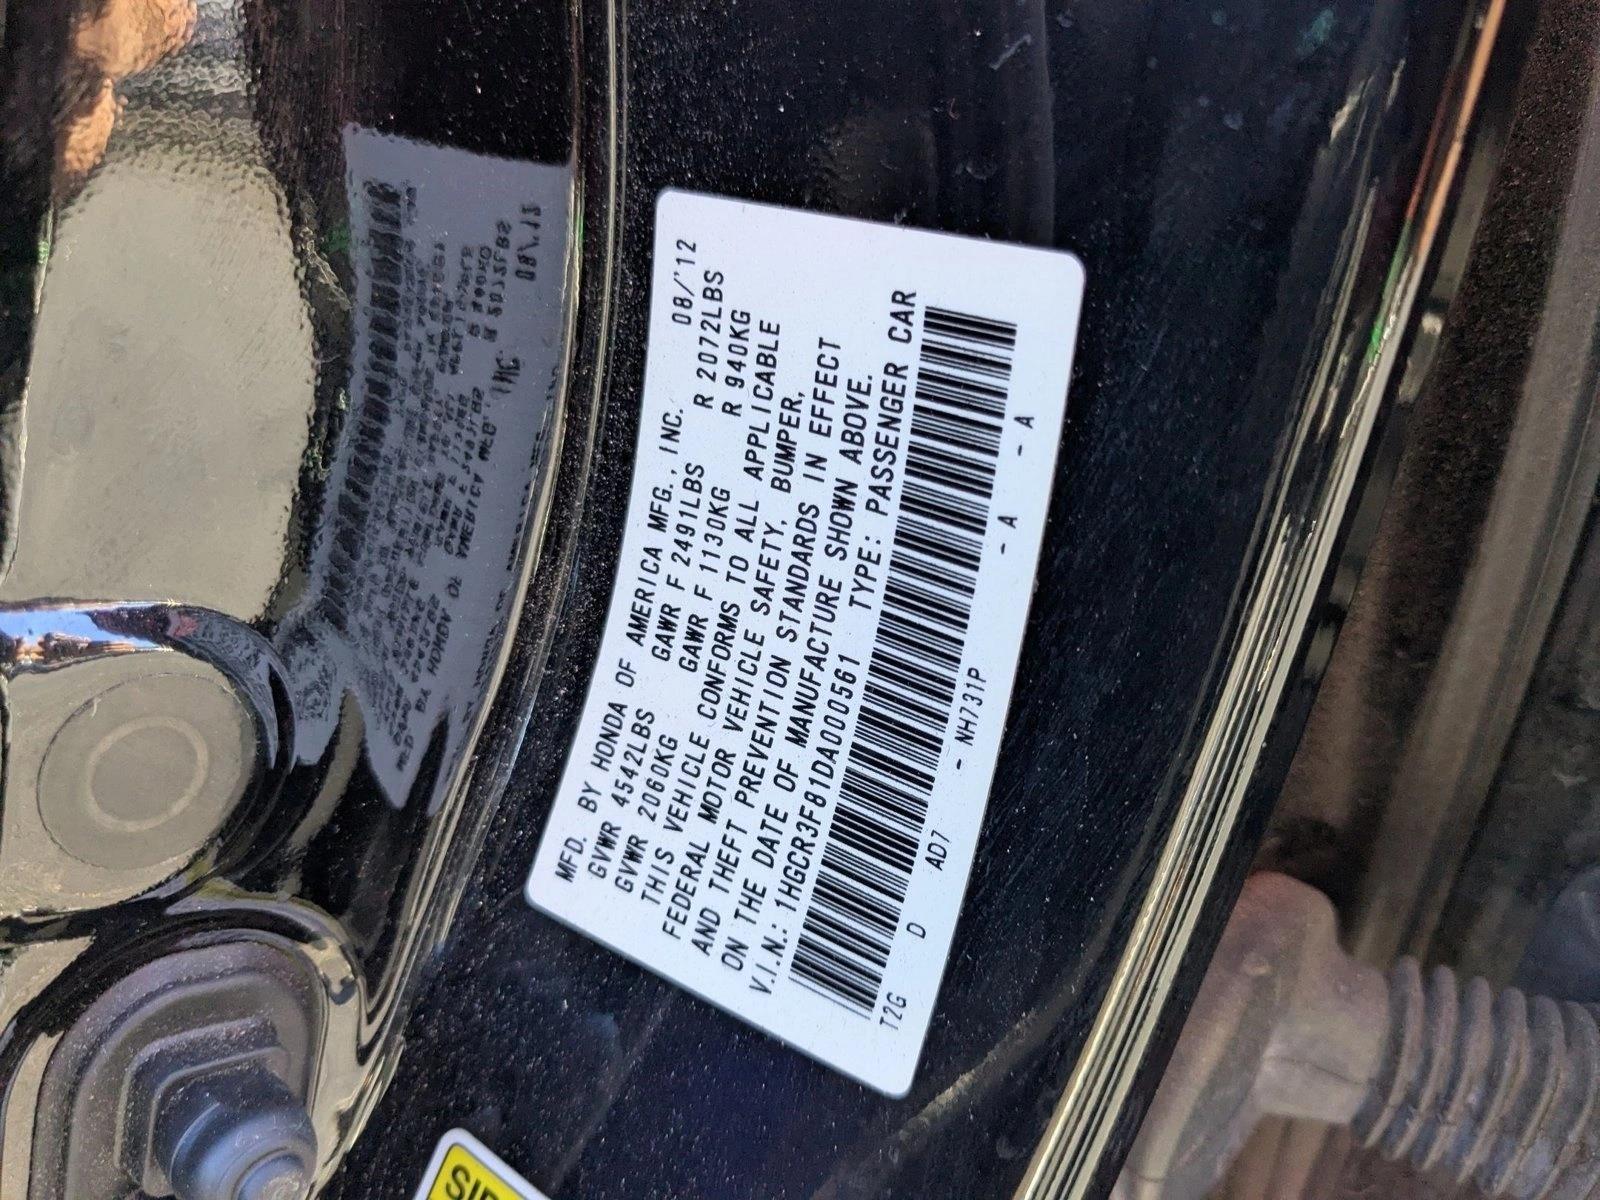 MFD. BY HONDA OF AMERICA MFG., INC. 08/'12
GVWR 4542LBS GAWR F 2491LBS R 2072LBS
GVWR 2060KG GAWR F 1130KG R 940KG
THIS VEHICLE CONFORMS TO ALL APPLICABLE
FEDERAL MOTOR VEHICLE SAFETY, BUMPER,
AND THEFT PREVENTION STANDARDS IN EFFECT
ON THE DATE OF MANUFACTURE SHOWN ABOVE.
V.I.N.: 1HGCR3F81DA000561 TYPE: PASSENGER CAR
T2G D AD7 - NH731P - A - A